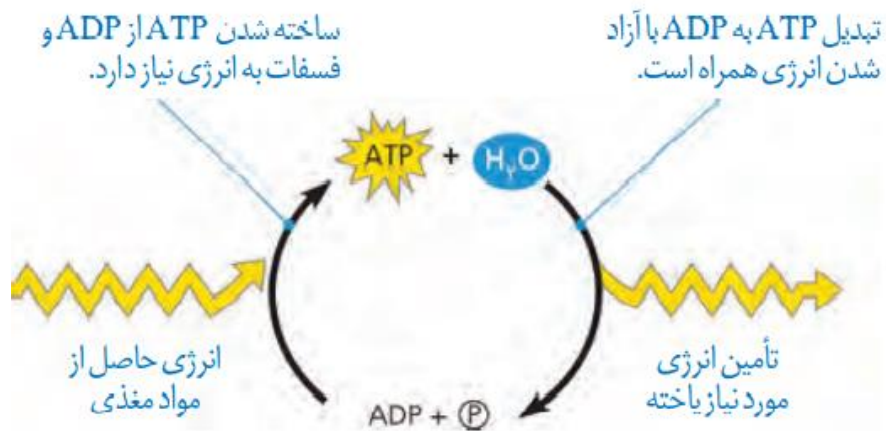 ساخته شدن ATP از ADP و
فسفات به انرژی نیاز دارد.
تبدیل ATP به ADP با آزاد
شدن انرژی همراه است.
ATP + H۲O
انرژی حاصل از
مواد مغذی
تأمین انرژی
مورد نیاز یاخته
ADP + P